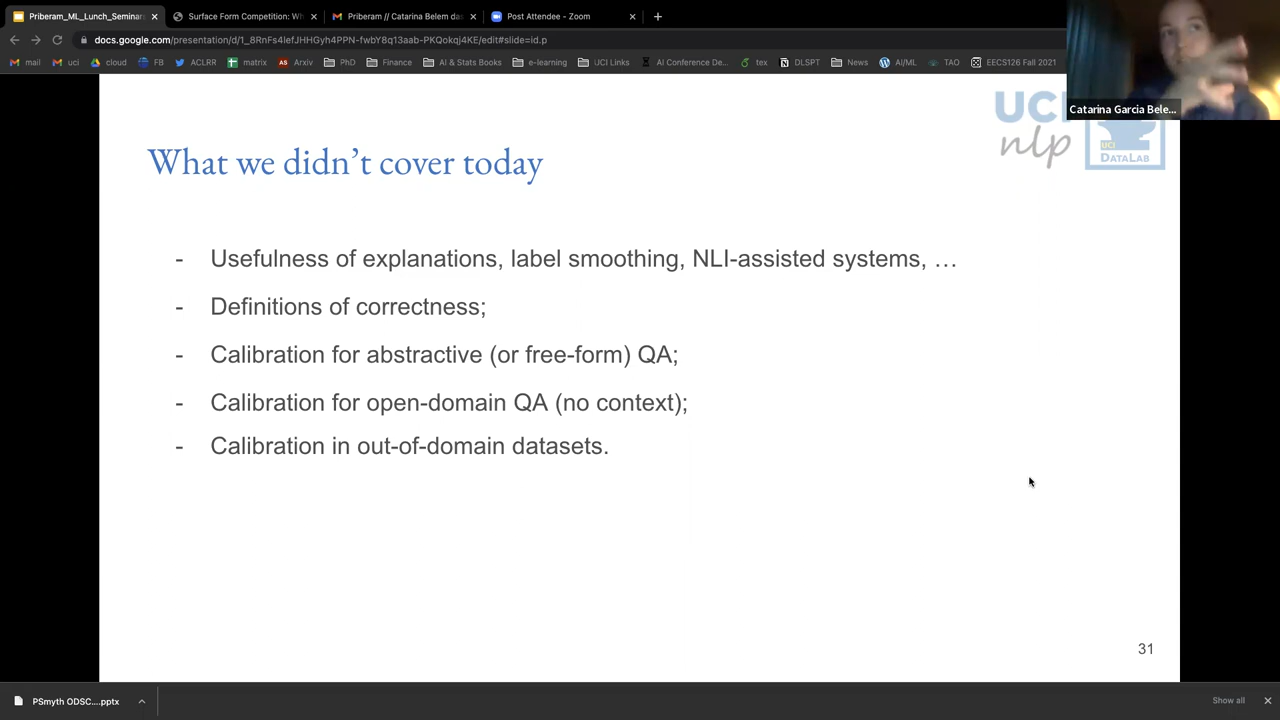 Priberam_ML_Lunch_Seminar
Surface Form Competition: Wh
Priberam // Catarina Belem das
Post Attendee - Zoom
docs.google.com/presentation/d/1_8RnFs4IefJHHGyh4PPN-fwbY8q13aab-PKQokqj4KE/edit#slide=id.p
mail
uci
cloud
FB
ACLRR
matrix
Arxiv
PhD
Finance
AI & Stats Books
e-learning
UCI Links
AI Conference De...
tex
DLSPT
News
AI/ML
TAO
EECS126 Fall 2021
Catarina Garcia Bele...
UCI
nlp
UCI
DATALAB
What we didn't cover today
- Usefulness of explanations, label smoothing, NLI-assisted systems, …
- Definitions of correctness;
- Calibration for abstractive (or free-form) QA;
- Calibration for open-domain QA (no context);
- Calibration in out-of-domain datasets.
31
PSmyth ODSC....pptx
Show all